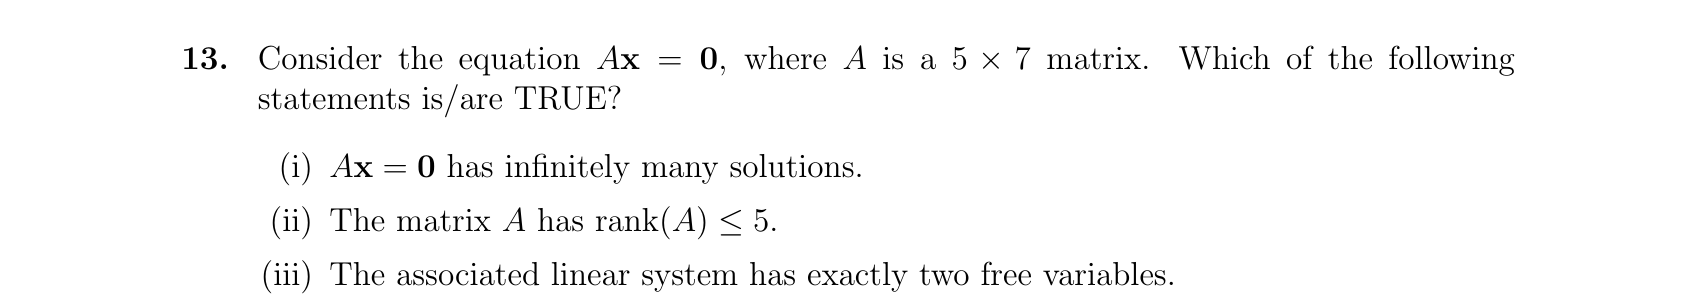 13. Consider the equation Ax = 0, where A is a 5 × 7 matrix. Which of the following
statements is/are TRUE?
(i) Ax = 0 has infinitely many solutions.
(ii) The matrix A has rank(A) ≤ 5.
(iii) The associated linear system has exactly two free variables.